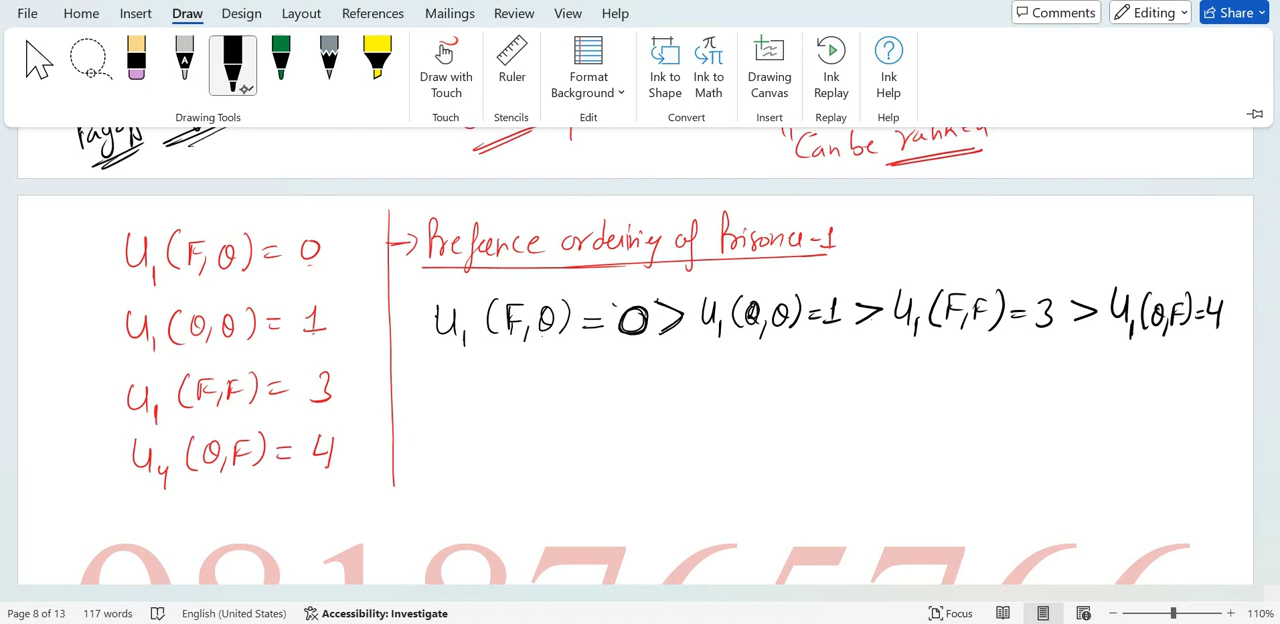 File Home Insert Draw Design Layout References Mailings Review View Help Comments Editing Share
Draw with Touch Ruler Format Background Ink to Shape Ink to Math Drawing Canvas Ink Replay Ink Help
Drawing Tools Touch Stencils Edit Convert Insert Replay Help
Can be ranked
U1 (F,Q) = 0
→ Prefeence ordering of Prisoner-1
U1 (F,Q) = 0 > U1(Q,Q)=1 > U1(F,F)= 3 > U1(Q,F)=4
U1 (Q,Q) = 1
U1 (F,F) = 3
U4 (Q,F) = 4
9818765766
Page 8 of 13 117 words English (United States) Accessibility: Investigate Focus 110%